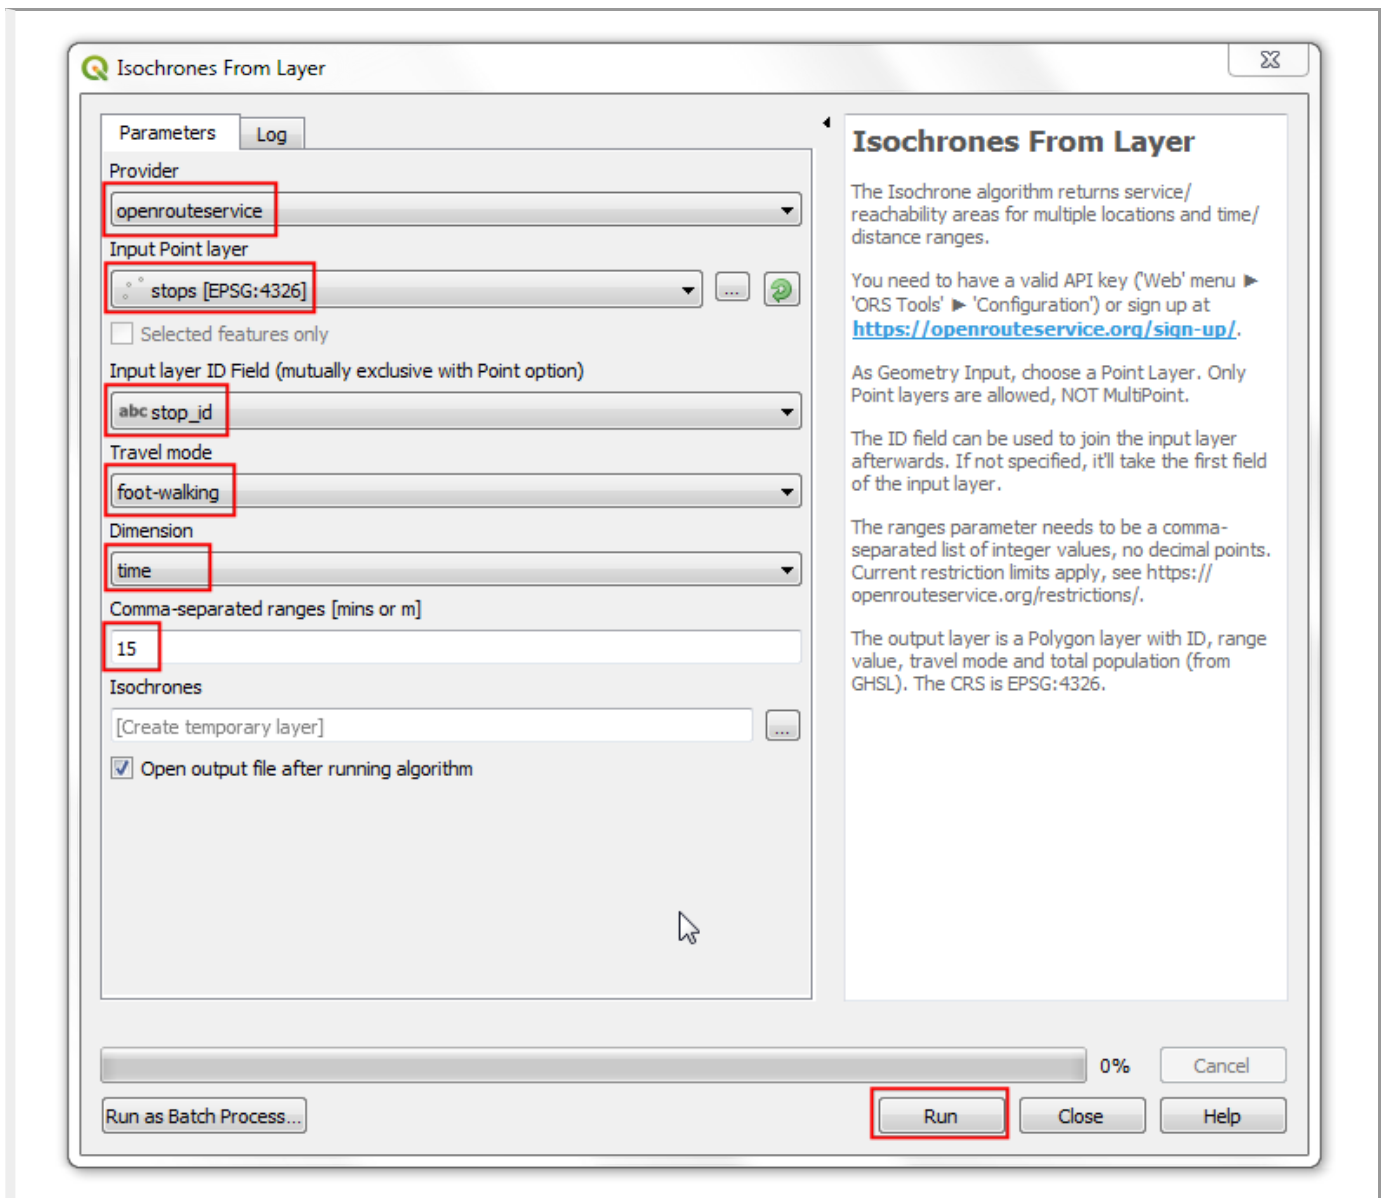 Isochrones From Layer
Parameters
Log
Provider
openrouteservice
Input Point layer
stops [EPSG:4326]
...
Selected features only
Input layer ID Field (mutually exclusive with Point option)
abc stop_id
Travel mode
foot-walking
Dimension
time
Comma-separated ranges [mins or m]
15
Isochrones
[Create temporary layer]
...
Open output file after running algorithm
Isochrones From Layer
The Isochrone algorithm returns service/
reachability areas for multiple locations and time/
distance ranges.
You need to have a valid API key ('Web' menu ►
'ORS Tools' ► 'Configuration') or sign up at
https://openrouteservice.org/sign-up/.
As Geometry Input, choose a Point Layer. Only
Point layers are allowed, NOT MultiPoint.
The ID field can be used to join the input layer
afterwards. If not specified, it'll take the first field
of the input layer.
The ranges parameter needs to be a comma-
separated list of integer values, no decimal points.
Current restriction limits apply, see https://
openrouteservice.org/restrictions/.
The output layer is a Polygon layer with ID, range
value, travel mode and total population (from
GHSL). The CRS is EPSG:4326.
0%
Cancel
Run as Batch Process...
Run
Close
Help